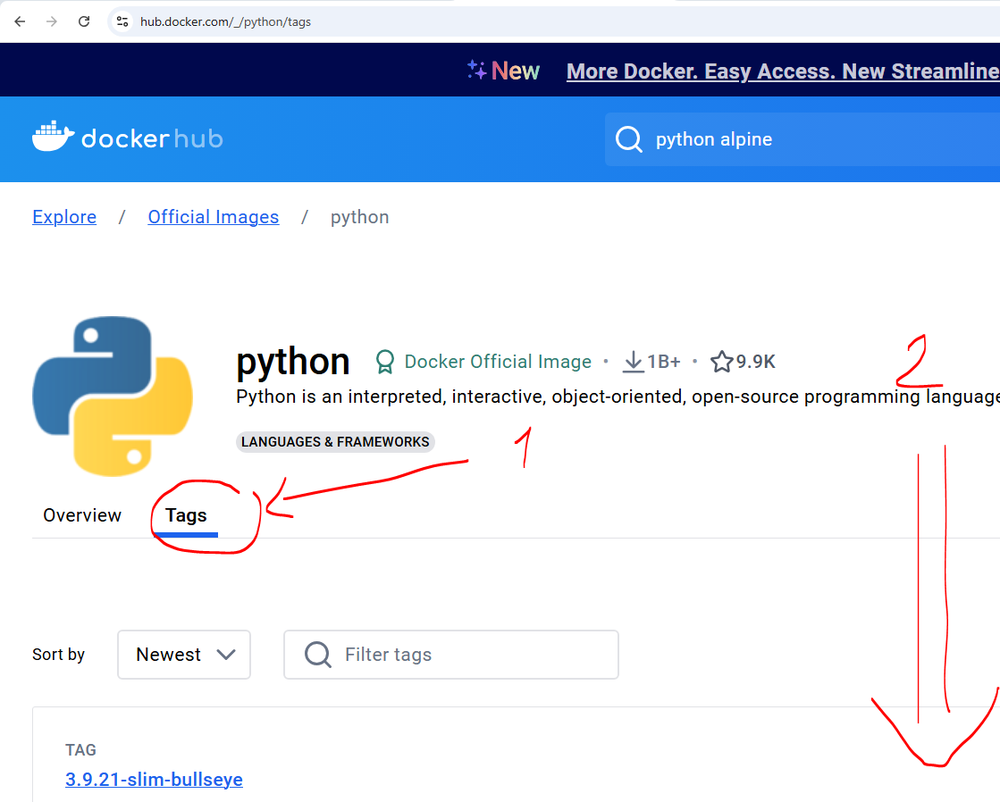 hub.docker.com/_/python/tags
New More Docker. Easy Access. New Streamline
docker hub
python alpine
Explore / Official Images / python
python Docker Official Image • 1B+ • 9.9K
2
Python is an interpreted, interactive, object-oriented, open-source programming language
LANGUAGES & FRAMEWORKS
1
Overview Tags
Sort by Newest Filter tags
TAG
3.9.21-slim-bullseye